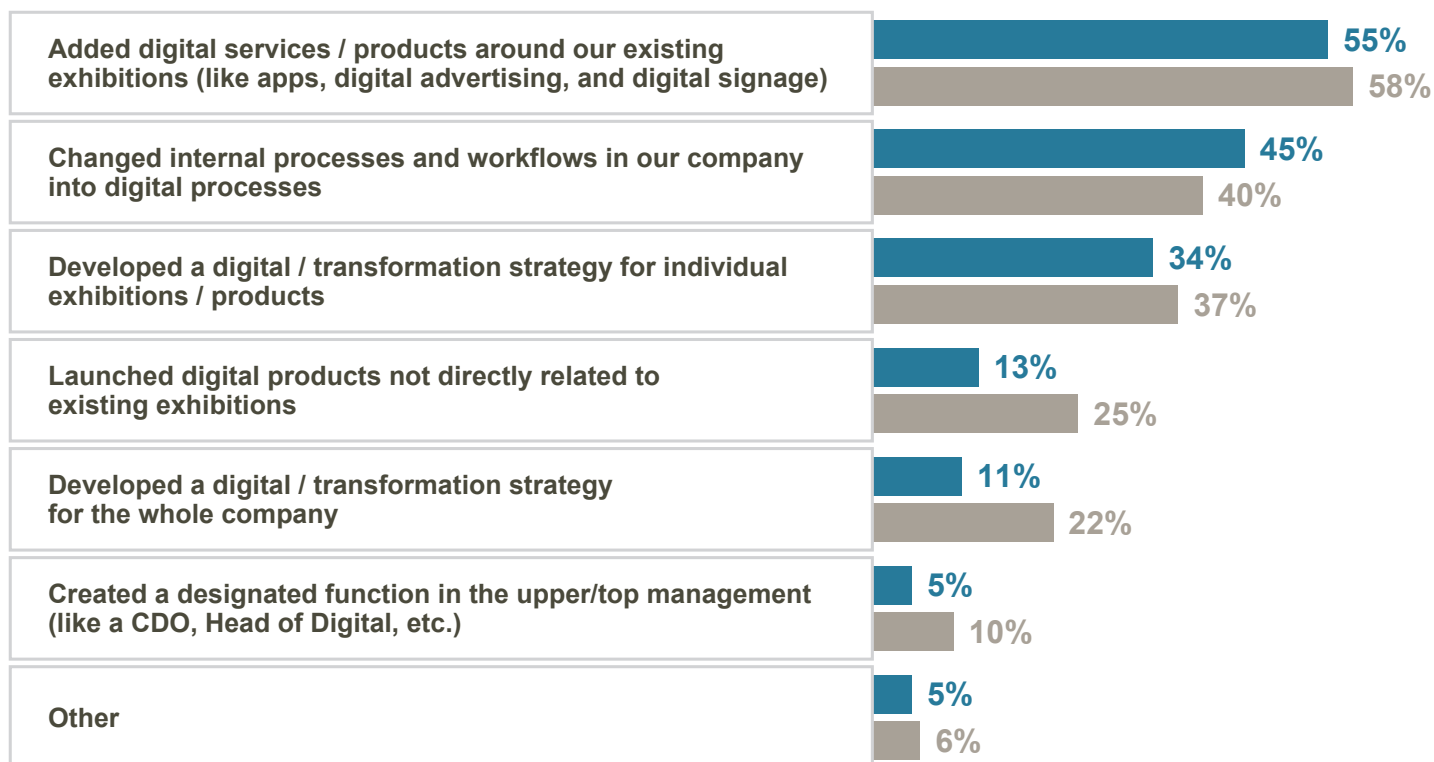 Added digital services / products around our existing
exhibitions (like apps, digital advertising, and digital signage)
55%
58%
Changed internal processes and workflows in our company
into digital processes
45%
40%
Developed a digital / transformation strategy for individual
exhibitions / products
34%
37%
Launched digital products not directly related to
existing exhibitions
13%
25%
Developed a digital / transformation strategy
for the whole company
11%
22%
Created a designated function in the upper/top management
(like a CDO, Head of Digital, etc.)
5%
10%
Other
5%
6%